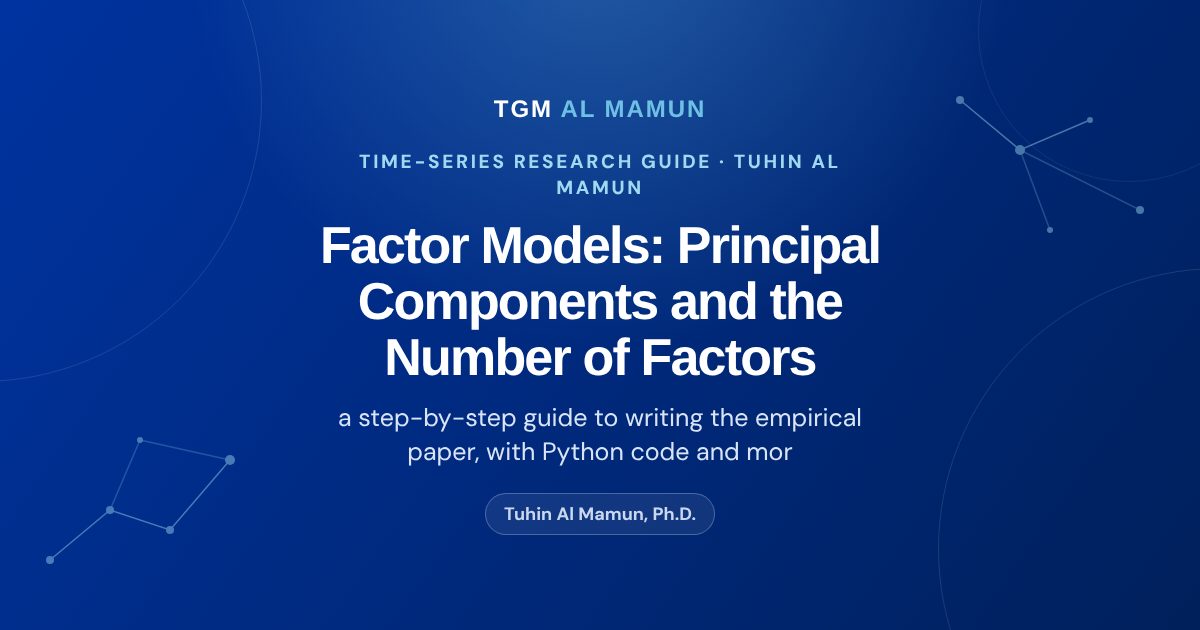 TGM AL MAMUN
TIME-SERIES RESEARCH GUIDE · TUHIN AL
MAMUN
Factor Models: Principal
Components and the
Number of Factors
a step-by-step guide to writing the empirical
paper, with Python code and mor
Tuhin Al Mamun, Ph.D.